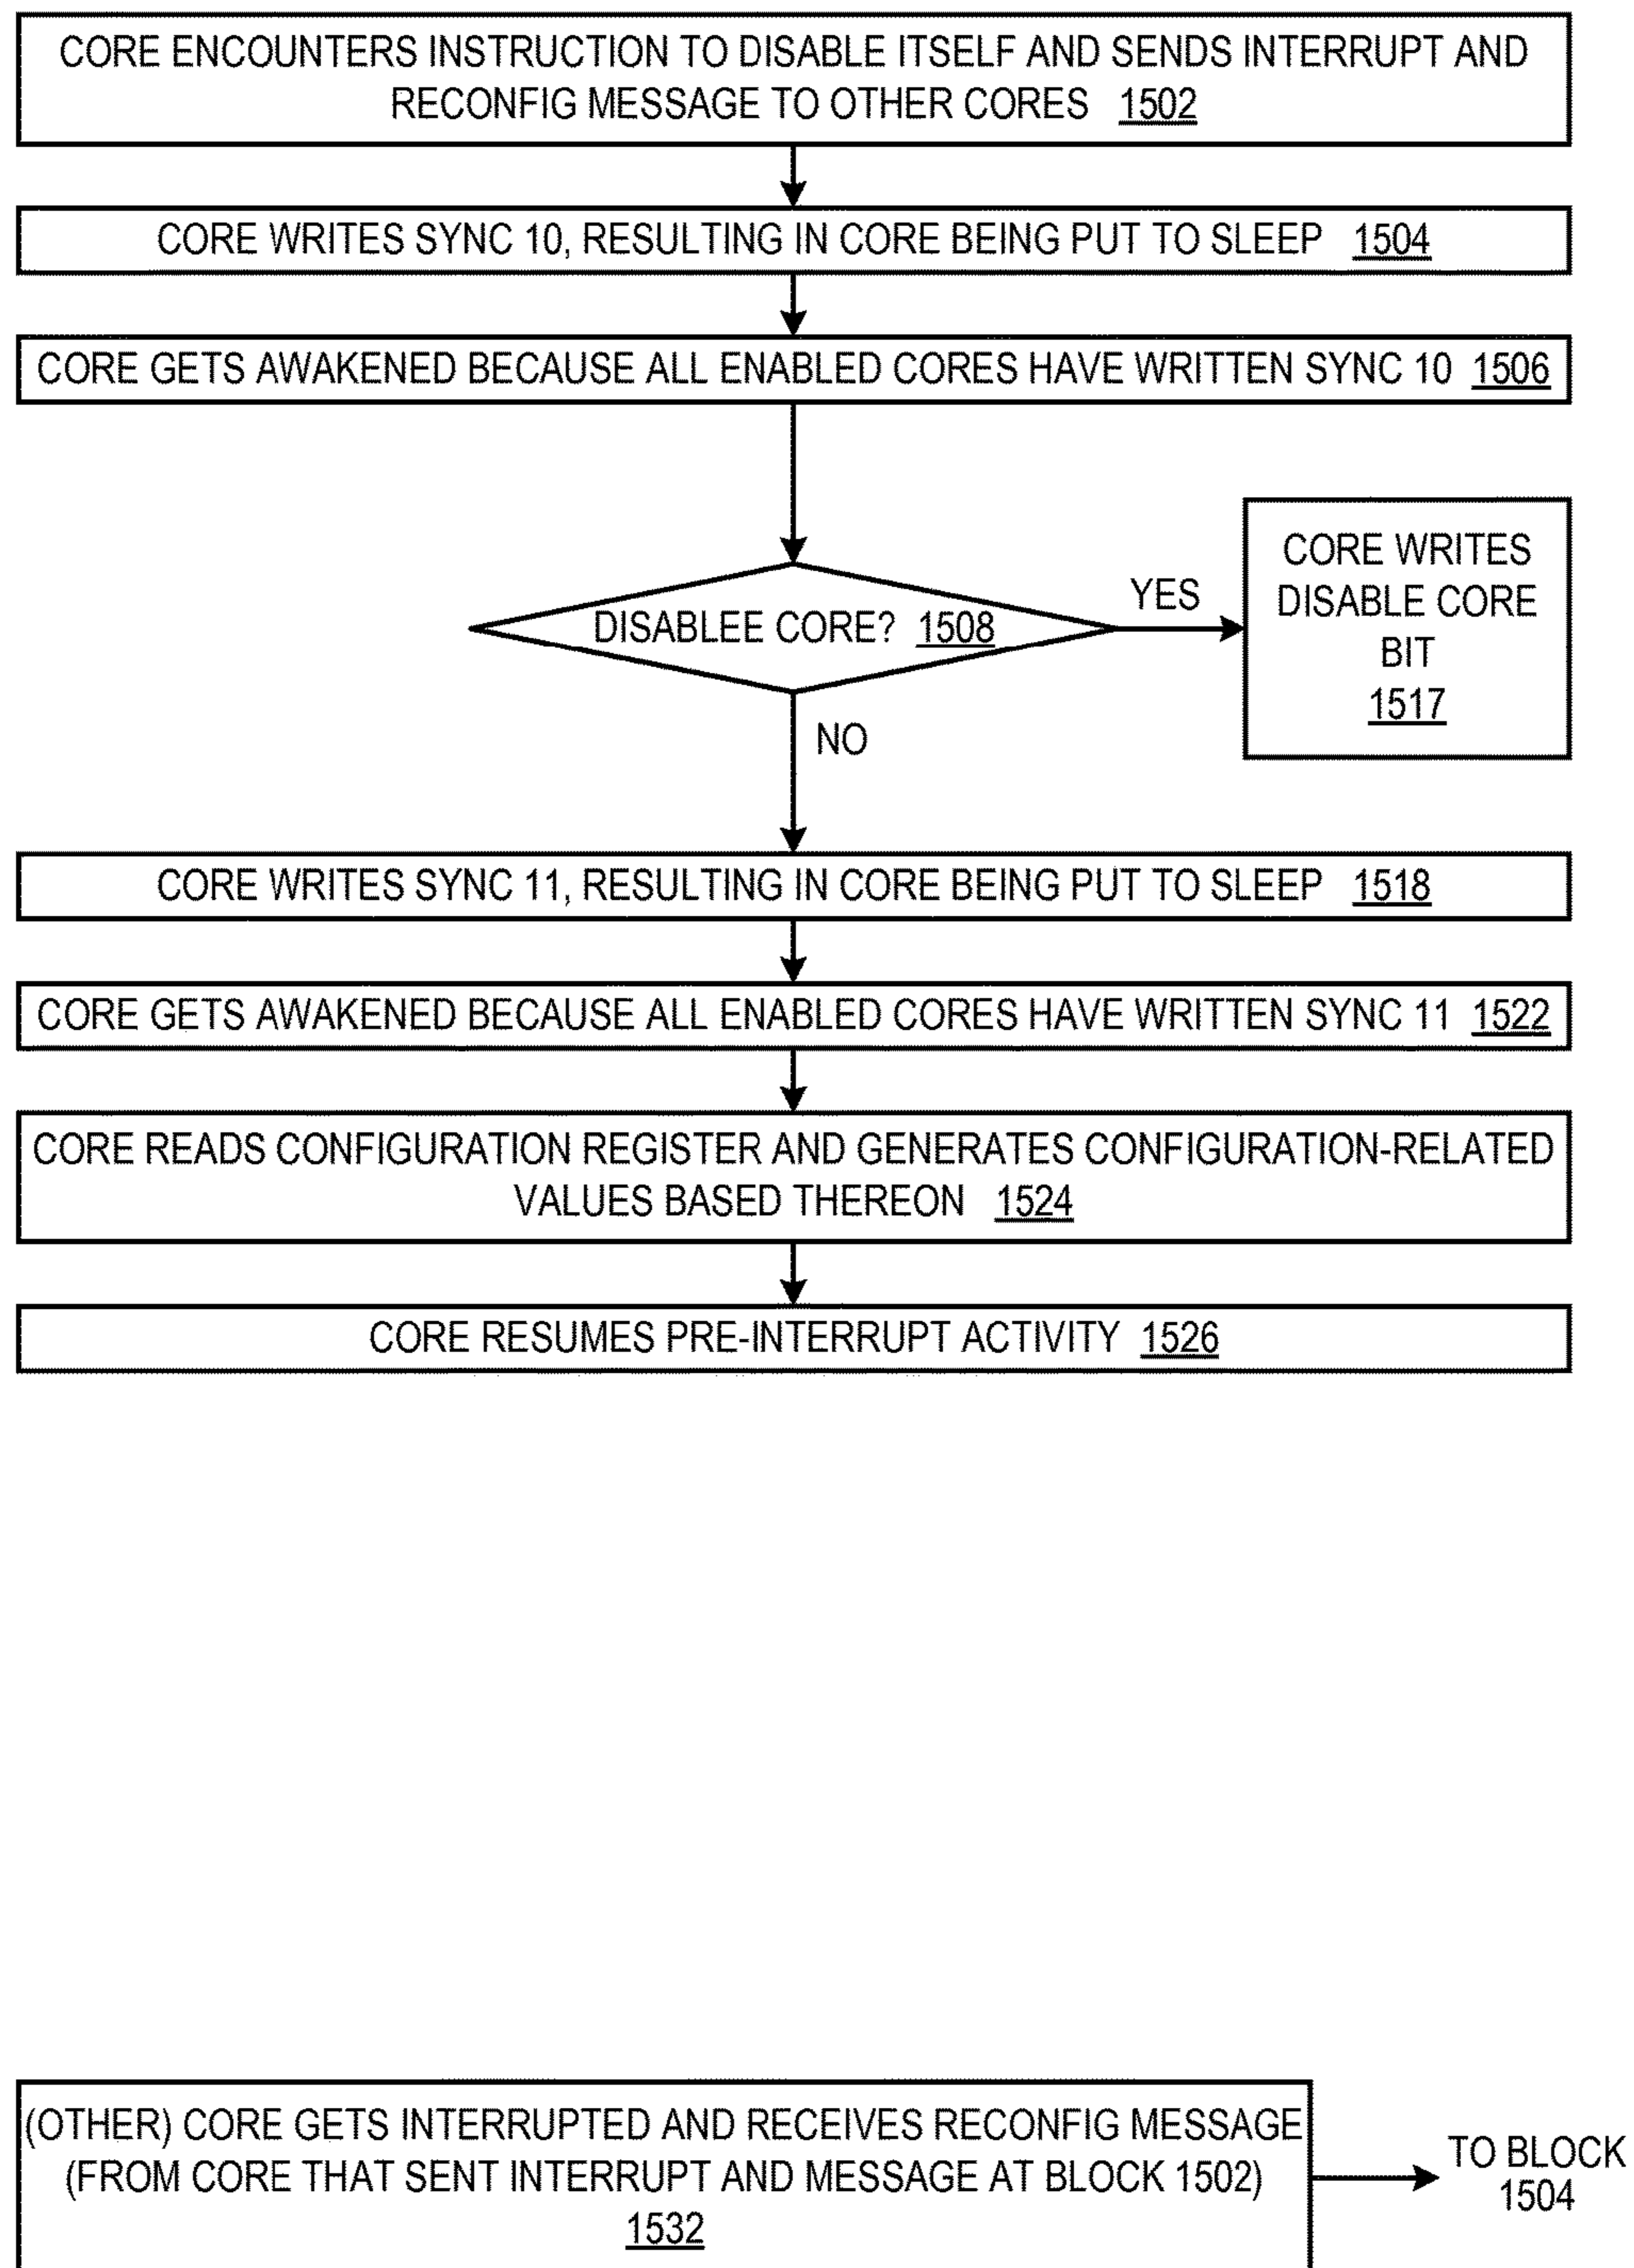 CORE ENCOUNTERS INSTRUCTION TO DISABLE ITSELF AND SENDS INTERRUPT AND
RECONFIG MESSAGE TO OTHER CORES 1502
CORE WRITES SYNC 10, RESULTING IN CORE BEING PUT TO SLEEP 1504
CORE GETS AWAKENED BECAUSE ALL ENABLED CORES HAVE WRITTEN SYNC 10 1506
DISABLEE CORE? 1508
YES
CORE WRITES
DISABLE CORE
BIT
1517
NO
CORE WRITES SYNC 11, RESULTING IN CORE BEING PUT TO SLEEP 1518
CORE GETS AWAKENED BECAUSE ALL ENABLED CORES HAVE WRITTEN SYNC 11 1522
CORE READS CONFIGURATION REGISTER AND GENERATES CONFIGURATION-RELATED
VALUES BASED THEREON 1524
CORE RESUMES PRE-INTERRUPT ACTIVITY 1526
(OTHER) CORE GETS INTERRUPTED AND RECEIVES RECONFIG MESSAGE
(FROM CORE THAT SENT INTERRUPT AND MESSAGE AT BLOCK 1502)
1532
TO BLOCK
1504